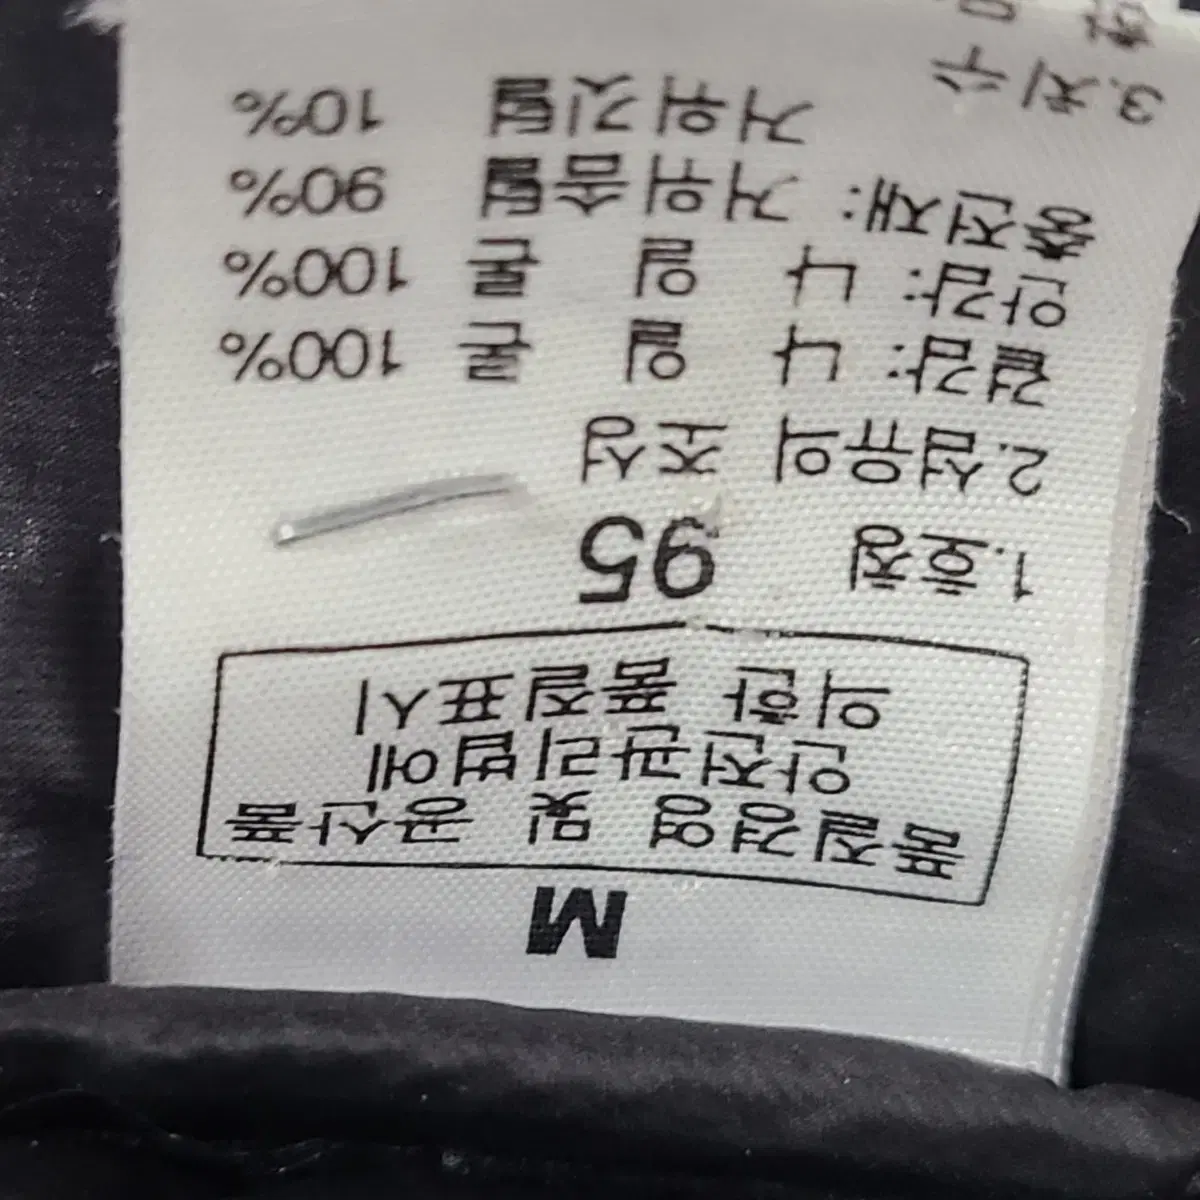 M
품질경영 및 공산품
안전관리법에
의한 품질표시
1. 호칭 95
2. 섬유의 조성
겉감: 나 일 론 100%
안감: 나 일 론 100%
충전재: 거위솜털 90%
거위깃털 10%
3. 치수